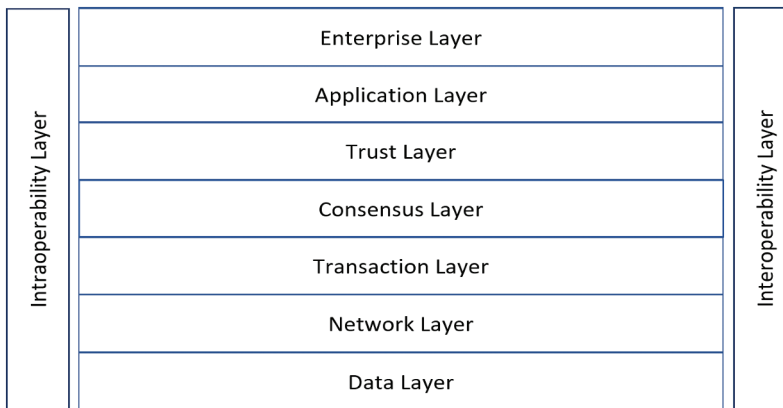 Intraoperability Layer
Enterprise Layer
Application Layer
Trust Layer
Consensus Layer
Transaction Layer
Network Layer
Data Layer
Interoperability Layer